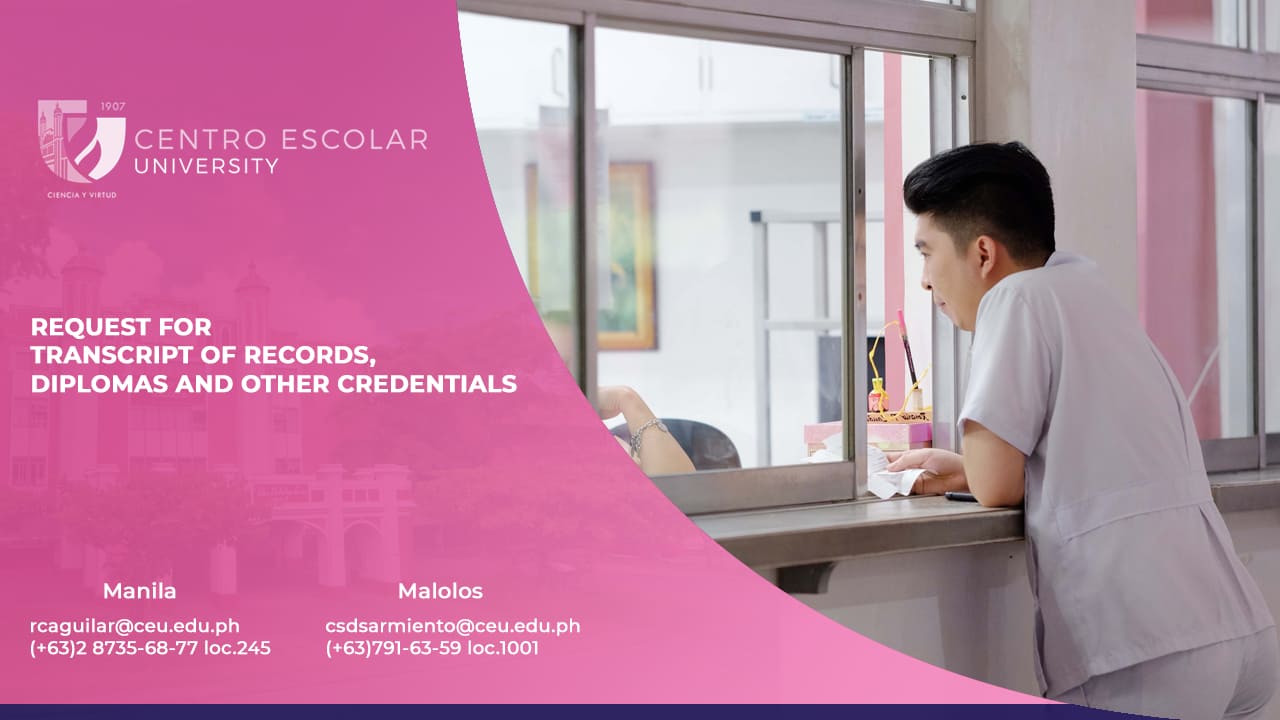 1907
CENTRO ESCOLAR
UNIVERSITY
CIENCIA Y VIRTUD
REQUEST FOR
TRANSCRIPT OF RECORDS,
DIPLOMAS AND OTHER CREDENTIALS
Manila
rcaguilar@ceu.edu.ph
(+63)2 8735-68-77 loc.245
Malolos
csdsarmiento@ceu.edu.ph
(+63)791-63-59 loc.1001